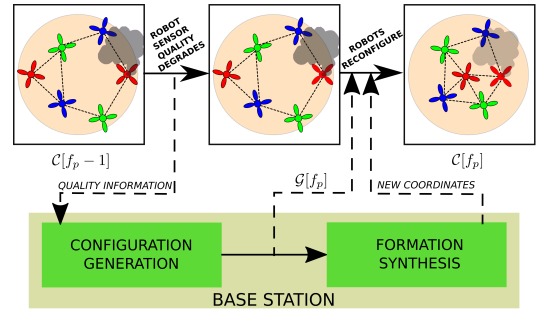 ROBOT
SENSOR
QUALITY
DEGRADES
ROBOTS
RECONFIGURE
𝒞[f_p − 1]
𝒞[f_p]
QUALITY INFORMATION
𝒢[f_p]
NEW COORDINATES
CONFIGURATION
GENERATION
FORMATION
SYNTHESIS
BASE STATION